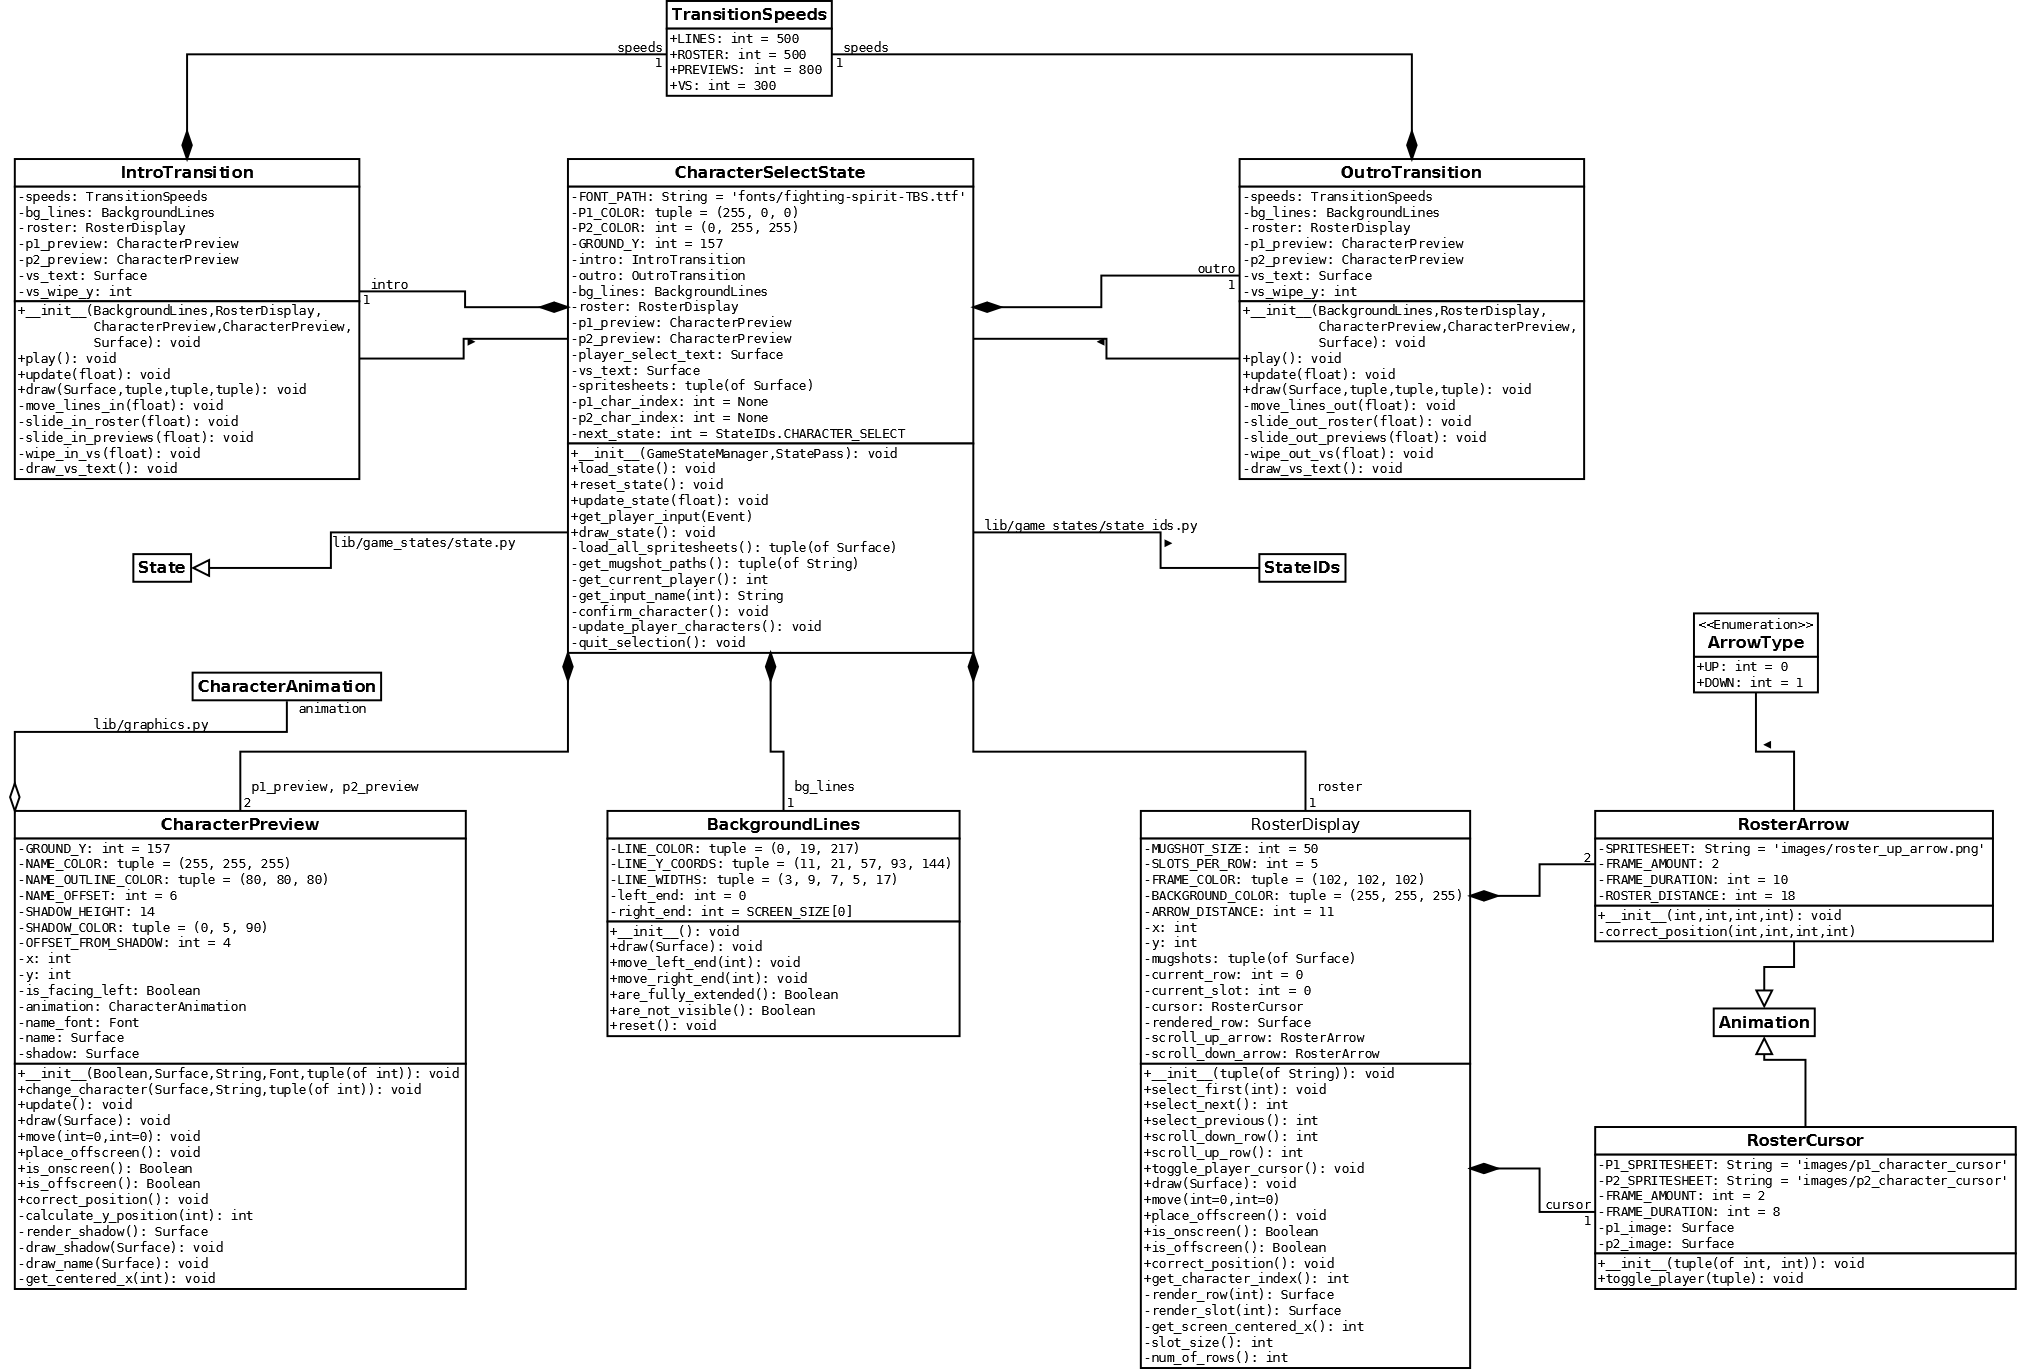 TransitionSpeeds
+LINES: int = 500
+ROSTER: int = 500
+PREVIEWS: int = 800
+VS: int = 300
speeds
1
speeds
1
IntroTransition
-speeds: TransitionSpeeds
-bg_lines: BackgroundLines
-roster: RosterDisplay
-p1_preview: CharacterPreview
-p2_preview: CharacterPreview
-vs_text: Surface
-vs_wipe_y: int
+__init__(BackgroundLines,RosterDisplay,
CharacterPreview,CharacterPreview,
Surface): void
+play(): void
+update(float): void
+draw(Surface,tuple,tuple,tuple): void
-move_lines_in(float): void
-slide_in_roster(float): void
-slide_in_previews(float): void
-wipe_in_vs(float): void
-draw_vs_text(): void
intro
1
CharacterSelectState
-FONT_PATH: String = 'fonts/fighting-spirit-TBS.ttf'
-P1_COLOR: tuple = (255, 0, 0)
-P2_COLOR: int = (0, 255, 255)
-GROUND_Y: int = 157
-intro: IntroTransition
-outro: OutroTransition
-bg_lines: BackgroundLines
-roster: RosterDisplay
-p1_preview: CharacterPreview
-p2_preview: CharacterPreview
-player_select_text: Surface
-vs_text: Surface
-spritesheets: tuple(of Surface)
-p1_char_index: int = None
-p2_char_index: int = None
-next_state: int = StateIDs.CHARACTER_SELECT
+__init__(GameStateManager,StatePass): void
+load_state(): void
+reset_state(): void
+update_state(float): void
+get_player_input(Event)
+draw_state(): void
-load_all_spritesheets(): tuple(of Surface)
-get_mugshot_paths(): tuple(of String)
-get_current_player(): int
-get_input_name(int): String
-confirm_character(): void
-update_player_characters(): void
-quit_selection(): void
outro
1
OutroTransition
-speeds: TransitionSpeeds
-bg_lines: BackgroundLines
-roster: RosterDisplay
-p1_preview: CharacterPreview
-p2_preview: CharacterPreview
-vs_text: Surface
-vs_wipe_y: int
+__init__(BackgroundLines,RosterDisplay,
CharacterPreview,CharacterPreview,
Surface): void
+play(): void
+update(float): void
+draw(Surface,tuple,tuple,tuple): void
-move_lines_out(float): void
-slide_out_roster(float): void
-slide_out_previews(float): void
-wipe_out_vs(float): void
-draw_vs_text(): void
lib/game_states/state.py
State
lib/game_states/state_ids.py
StateIDs
<<Enumeration>>
ArrowType
+UP: int = 0
+DOWN: int = 1
CharacterAnimation
animation
lib/graphics.py
p1_preview, p2_preview
2
bg_lines
1
roster
1
CharacterPreview
-GROUND_Y: int = 157
-NAME_COLOR: tuple = (255, 255, 255)
-NAME_OUTLINE_COLOR: tuple = (80, 80, 80)
-NAME_OFFSET: int = 6
-SHADOW_HEIGHT: 14
-SHADOW_COLOR: tuple = (0, 5, 90)
-OFFSET_FROM_SHADOW: int = 4
-x: int
-y: int
-is_facing_left: Boolean
-animation: CharacterAnimation
-name_font: Font
-name: Surface
-shadow: Surface
+__init__(Boolean,Surface,String,Font,tuple(of int)): void
+change_character(Surface,String,tuple(of int)): void
+update(): void
+draw(Surface): void
+move(int=0,int=0): void
+place_offscreen(): void
+is_onscreen(): Boolean
+is_offscreen(): Boolean
+correct_position(): void
-calculate_y_position(int): int
-render_shadow(): Surface
-draw_shadow(Surface): void
-draw_name(Surface): void
-get_centered_x(int): void
BackgroundLines
-LINE_COLOR: tuple = (0, 19, 217)
-LINE_Y_COORDS: tuple = (11, 21, 57, 93, 144)
-LINE_WIDTHS: tuple = (3, 9, 7, 5, 17)
-left_end: int = 0
-right_end: int = SCREEN_SIZE[0]
+__init__(): void
+draw(Surface): void
+move_left_end(int): void
+move_right_end(int): void
+are_fully_extended(): Boolean
+are_not_visible(): Boolean
+reset(): void
RosterDisplay
-MUGSHOT_SIZE: int = 50
-SLOTS_PER_ROW: int = 5
-FRAME_COLOR: tuple = (102, 102, 102)
-BACKGROUND_COLOR: tuple = (255, 255, 255)
-ARROW_DISTANCE: int = 11
-x: int
-y: int
-mugshots: tuple(of Surface)
-current_row: int = 0
-current_slot: int = 0
-cursor: RosterCursor
-rendered_row: Surface
-scroll_up_arrow: RosterArrow
-scroll_down_arrow: RosterArrow
+__init__(tuple(of String)): void
+select_first(int): void
+select_next(): int
+select_previous(): int
+scroll_down_row(): int
+scroll_up_row(): int
+toggle_player_cursor(): void
+draw(Surface): void
+move(int=0,int=0)
+place_offscreen(): void
+is_onscreen(): Boolean
+is_offscreen(): Boolean
+correct_position(): void
+get_character_index(): int
-render_row(int): Surface
-render_slot(int): Surface
-get_screen_centered_x(): int
-slot_size(): int
-num_of_rows(): int
2
RosterArrow
-SPRITESHEET: String = 'images/roster_up_arrow.png'
-FRAME_AMOUNT: 2
-FRAME_DURATION: int = 10
-ROSTER_DISTANCE: int = 18
+__init__(int,int,int,int): void
-correct_position(int,int,int,int)
Animation
cursor
1
RosterCursor
-P1_SPRITESHEET: String = 'images/p1_character_cursor'
-P2_SPRITESHEET: String = 'images/p2_character_cursor'
-FRAME_AMOUNT: int = 2
-FRAME_DURATION: int = 8
-p1_image: Surface
-p2_image: Surface
+__init__(tuple(of int, int)): void
+toggle_player(tuple): void